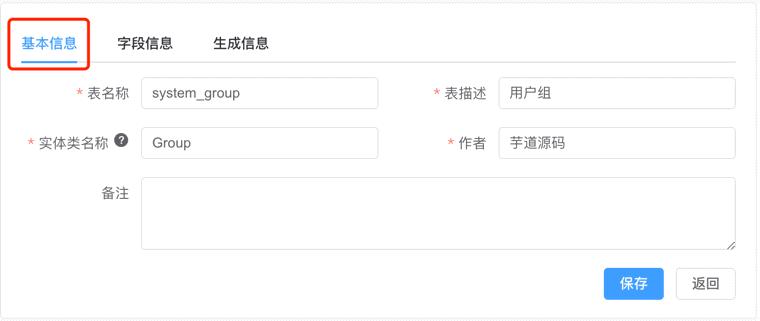 基本信息 字段信息 生成信息
* 表名称 system_group * 表描述 用户组
* 实体类名称 ? Group * 作者 芋道源码
备注
保存 返回